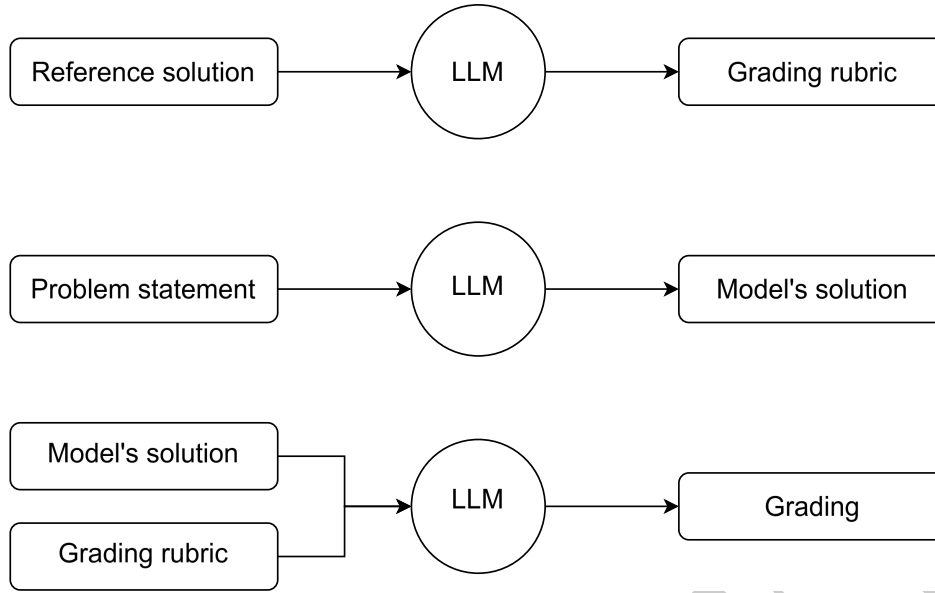 Reference solution
LLM
Grading rubric
Problem statement
LLM
Model's solution
Model's solution
Grading rubric
LLM
Grading